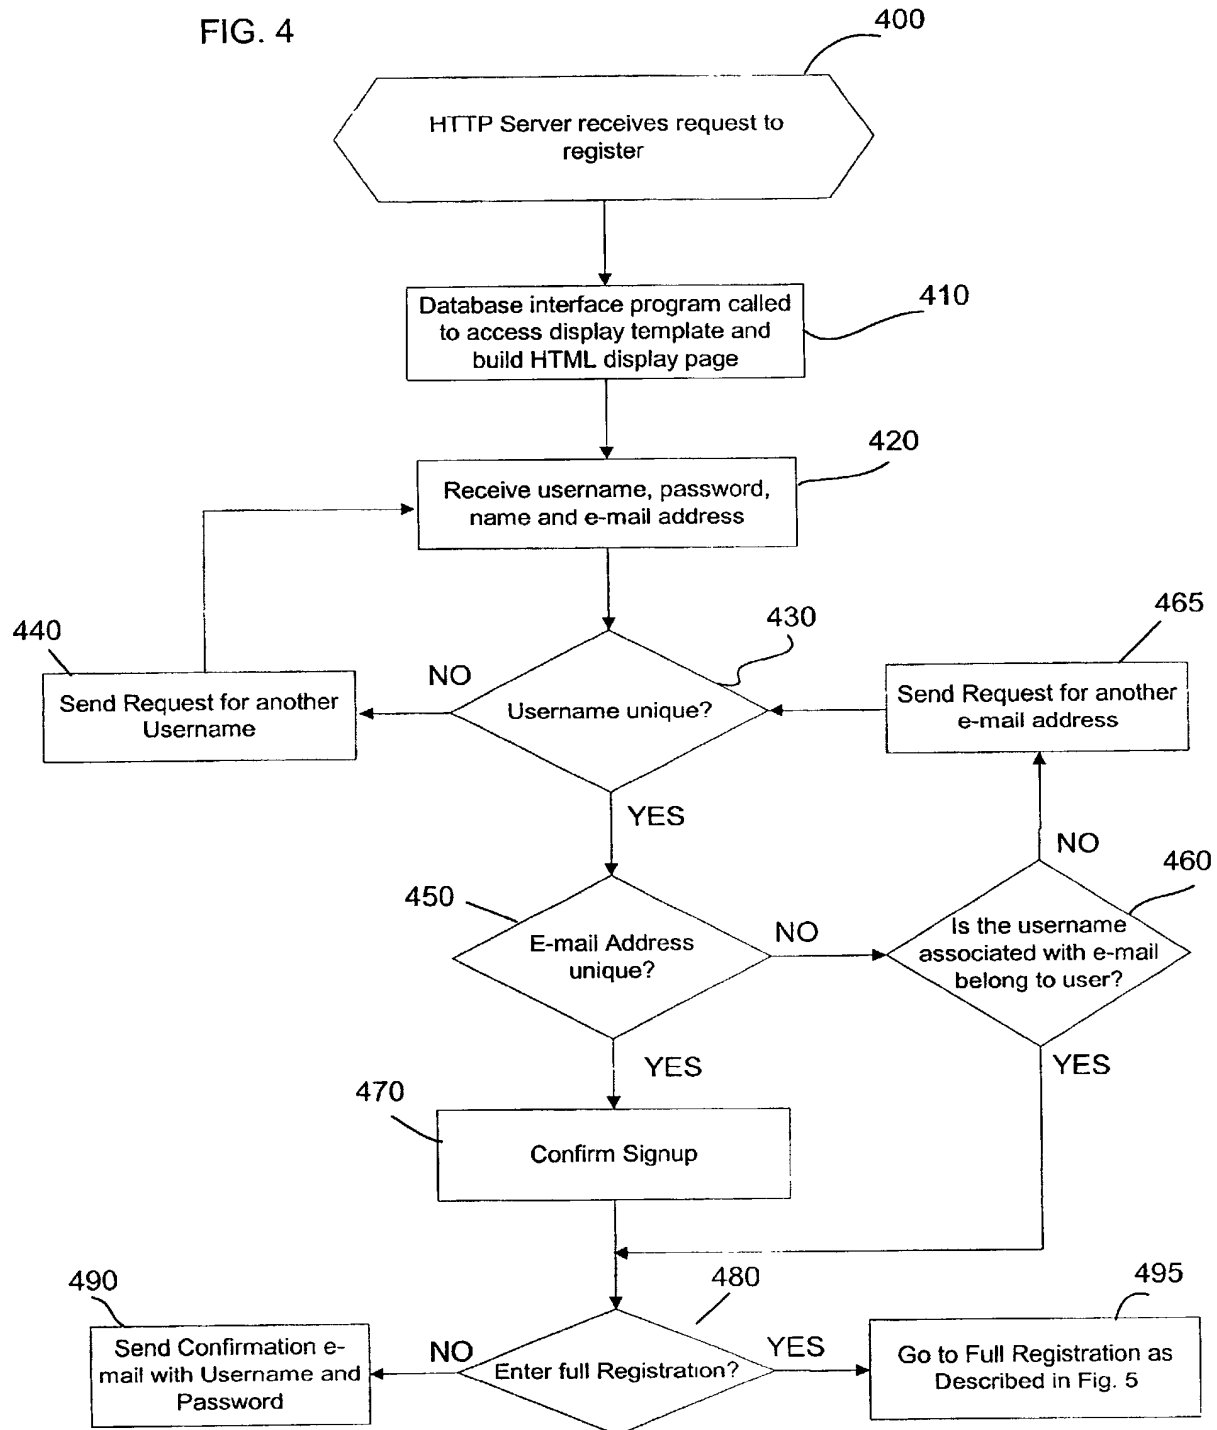 FIG. 4
400
HTTP Server receives request to
register
410
Database interface program called
to access display template and
build HTML display page
420
Receive username, password,
name and e-mail address
430
440
465
NO
Send Request for another
Username
Username unique?
Send Request for another
e-mail address
YES
NO
450
460
E-mail Address
unique?
NO
Is the username
associated with e-mail
belong to user?
YES
YES
470
Confirm Signup
480
490
495
Send Confirmation e-
mail with Username and
Password
NO
Enter full Registration?
YES
Go to Full Registration as
Described in Fig. 5